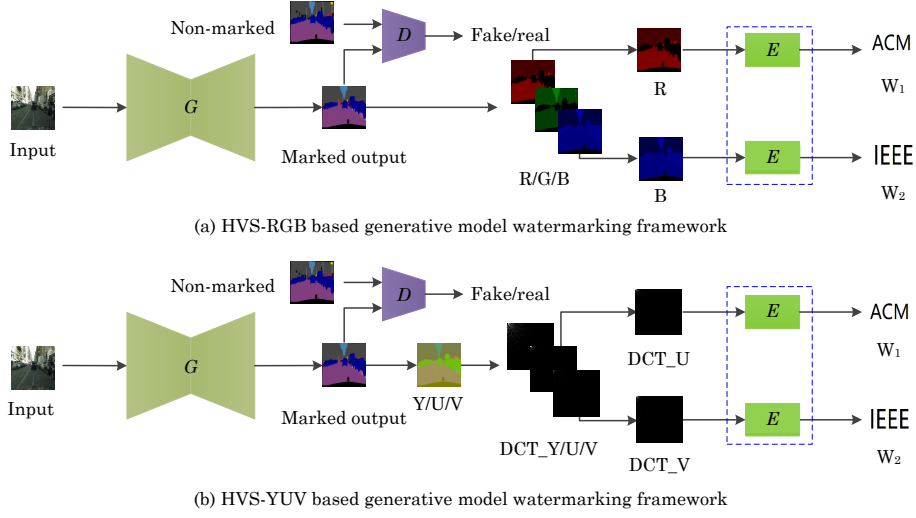 Non-marked
D
Fake/real
G
E
ACM
W₁
R
Input
Marked output
R/G/B
B
E
IEEE
W₂
(a) HVS-RGB based generative model watermarking framework
Non-marked
D
Fake/real
G
E
ACM
W₁
DCT_U
Input
Marked output
Y/U/V
DCT_Y/U/V
DCT_V
E
IEEE
W₂
(b) HVS-YUV based generative model watermarking framework